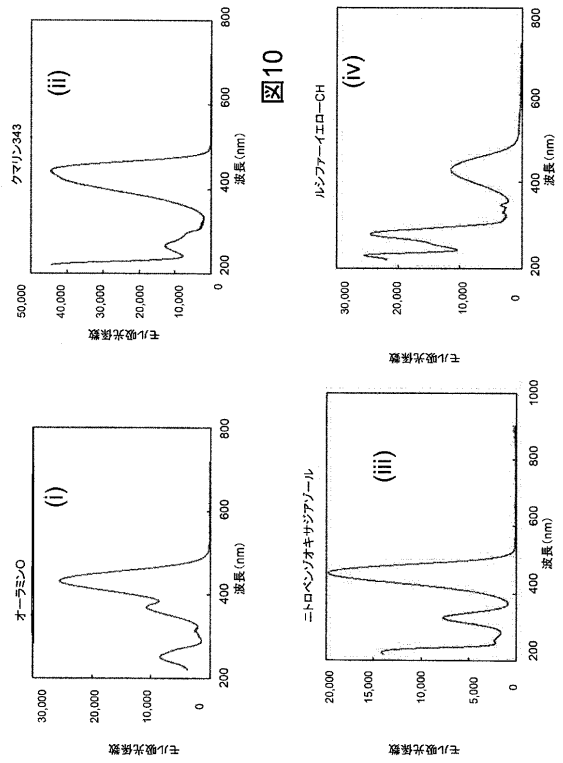 オーラミンO
(i)
モル吸光係数
30,000
20,000
10,000
0
200
400
600
800
波長(nm)
クマリン343
(ii)
モル吸光係数
50,000
40,000
30,000
20,000
10,000
0
200
400
600
800
波長(nm)
図10
ニトロベンゾオキサジアゾール
(iii)
モル吸光係数
20,000
15,000
10,000
5,000
0
200
400
600
800
1000
波長(nm)
ルシファーイエローCH
(iv)
モル吸光係数
30,000
20,000
10,000
0
200
400
600
800
波長(nm)